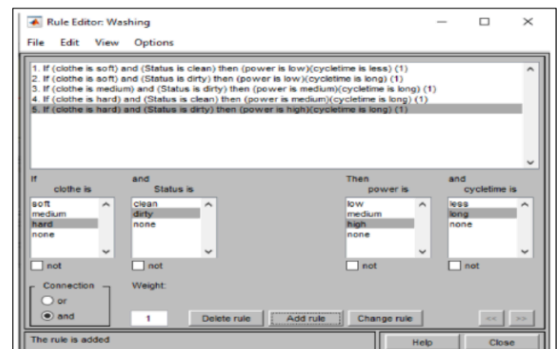 Rule Editor: Washing
File Edit View Options
1. If (clothe is soft) and (Status is clean) then (power is low)(cycletime is less) (1)
2. If (clothe is soft) and (Status is dirty) then (power is low)(cycletime is long) (1)
3. If (clothe is medium) and (Status is dirty) then (power is medium)(cycletime is long) (1)
4. If (clothe is hard) and (Status is clean) then (power is medium)(cycletime is long) (1)
5. If (clothe is hard) and (Status is dirty) then (power is high)(cycletime is long) (1)
If and Then and
clothe is Status is power is cycletime is
soft clean low less
medium dirty medium long
hard none high none
none none
not not not not
Connection Weight:
or
and 1 Delete rule Add rule Change rule << >>
The rule is added Help Close